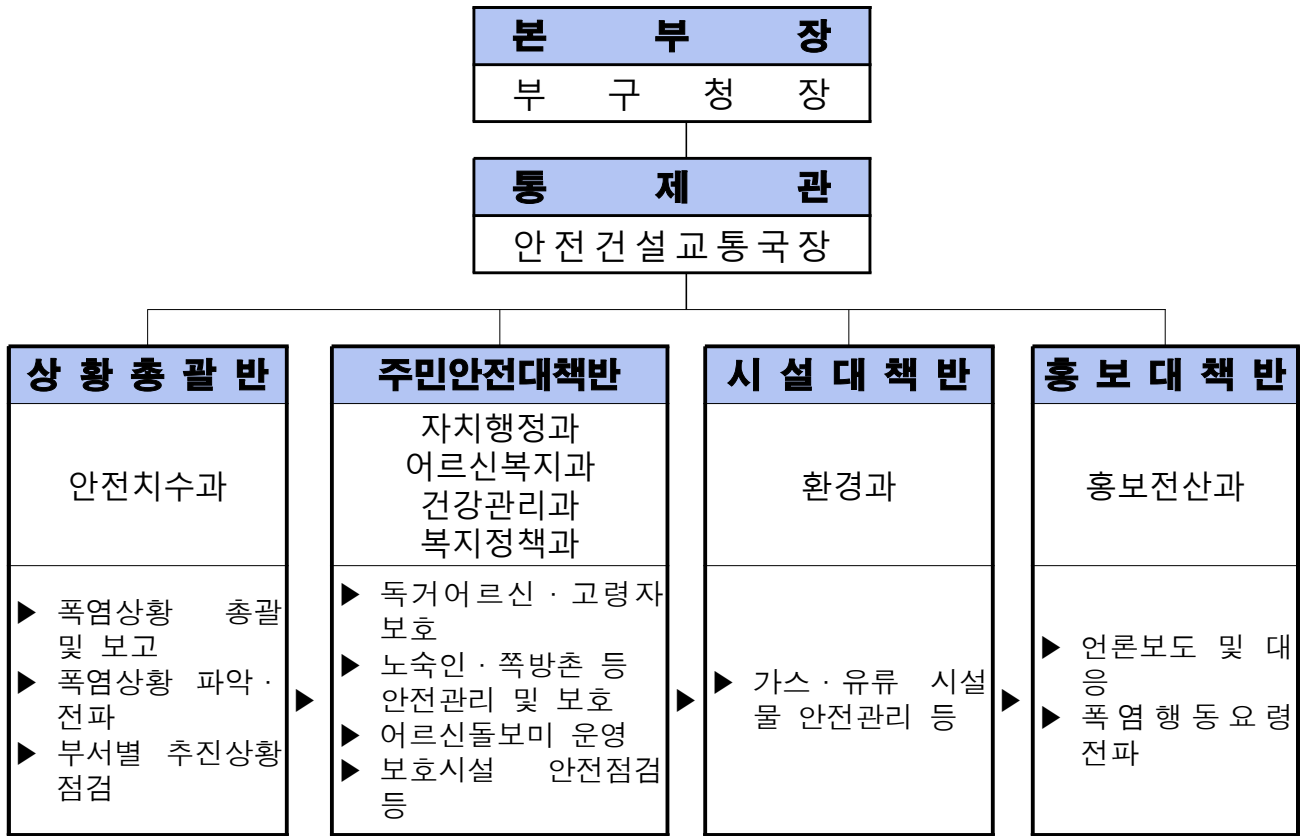 본 부 장
부 구 청 장
통 제 관
안전건설교통국장
상 황 총 괄 반
안전치수과
▶ 폭염상황 총괄
및 보고
▶ 폭염상황 파악·
전파
▶ 부서별 추진상황
점검
▶
주민안전대책반
자치행정과
어르신복지과
건강관리과
복지정책과
▶ 독거어르신·고령자
보호
▶ 노숙인·쪽방촌 등
안전관리 및 보호
▶ 어르신돌보미 운영
▶ 보호시설 안전점검
등
▶
시 설 대 책 반
환경과
▶ 가스·유류 시설
물 안전관리 등
▶
홍 보 대 책 반
홍보전산과
▶ 언론보도 및 대
응
▶ 폭염행동요령
전파